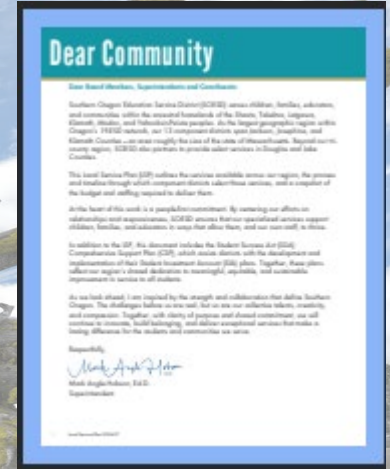 Dear Community
Dear Board Members, Superintendents and Constituents:
Southern Oregon Education Service District (SOESD) serves children, families, educators,
and communities within the ancestral homelands of the Shasta, Takelma, Latgawa,
Klamath, Modoc, and Yahooskin-Paiute peoples. As the largest geographic region within
Oregon's 19 ESD network, our 13 component districts span Jackson, Josephine, and
Klamath Counties—an area roughly the size of the state of Massachusetts. Beyond our tri-
county region, SOESD also partners to provide select services in Douglas and Lake
Counties.
This Local Service Plan (LSP) outlines the services available across our region, the process
and timeline through which component districts select those services, and a snapshot of
the budget and staffing required to deliver them.
At the heart of this work is a people-first commitment. By centering our efforts on
relationships and responsiveness, SOESD ensures that our specialized services support
children, families, and educators in ways that allow them, and our own staff, to thrive.
In addition to the LSP, this document includes the Student Success Act (SSA)
Comprehensive Support Plan (CSP), which assists districts with the development and
implementation of their Student Investment Account (SIA) plans. Together, these plans
reflect our region's shared dedication to meaningful, equitable, and sustainable
improvement in service to all students.
As we look ahead, I am inspired by the strength and collaboration that define Southern
Oregon. The challenges before us are real, but so are our collective talents, creativity,
and compassion. Together, with clarity of purpose and shared commitment, we will
continue to innovate, build belonging, and deliver exceptional services that make a
lasting difference for the students and communities we serve.
Respectfully,
Mark Angle-Hobson, Ed.D.
Superintendent